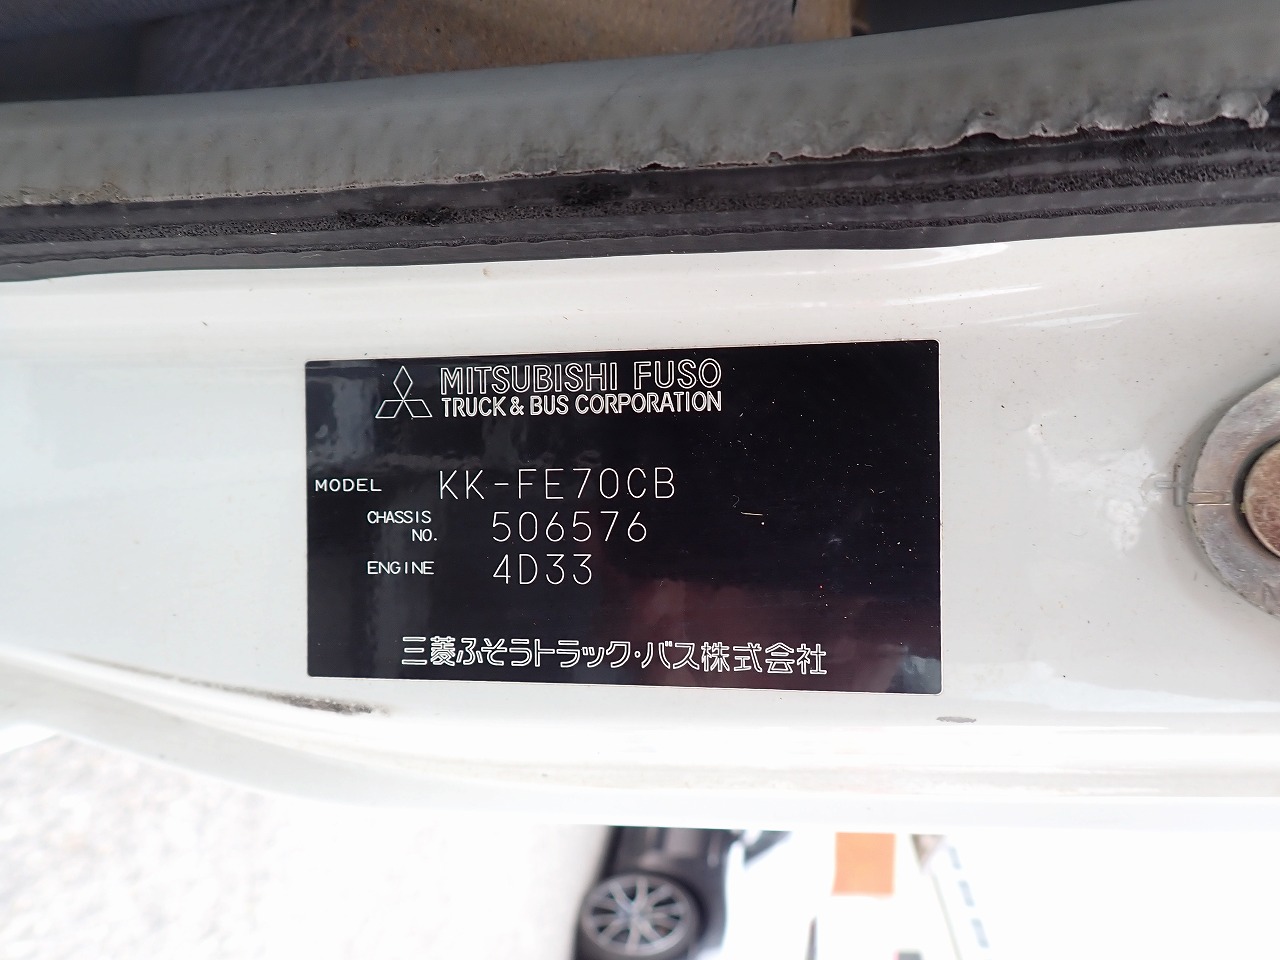 MITSUBISHI FUSO
TRUCK & BUS CORPORATION
MODEL KK-FE70CB
CHASSIS NO. 506576
ENGINE 4D33
三菱ふそうトラック・バス株式会社